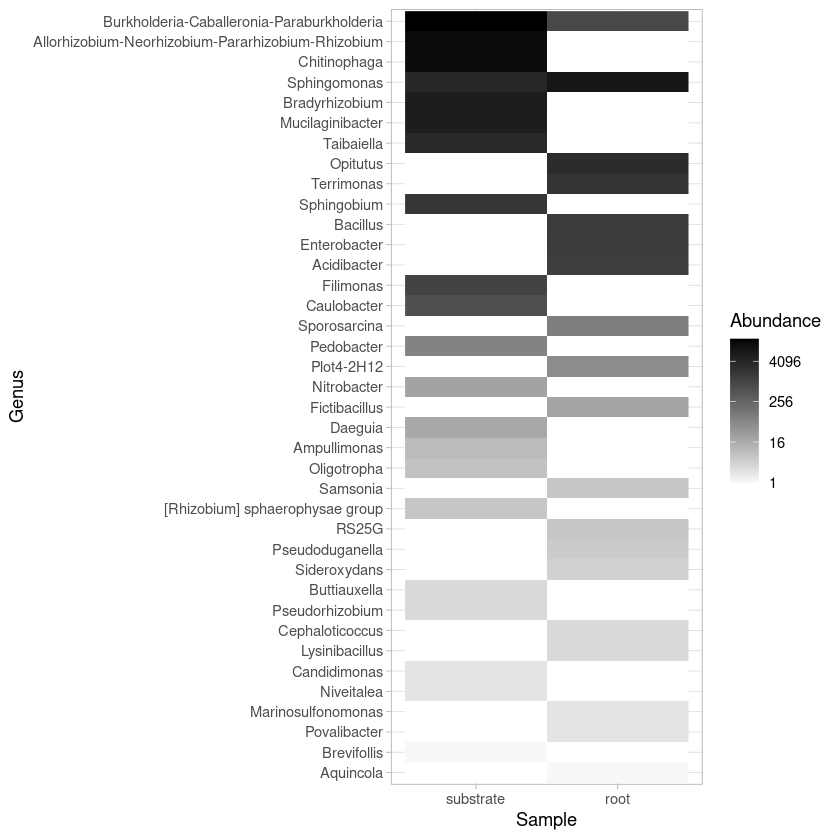 Genus
Burkholderia-Caballeronia-Paraburkholderia
Allorhizobium-Neorhizobium-Pararhizobium-Rhizobium
Chitinophaga
Sphingomonas
Bradyrhizobium
Mucilaginibacter
Taibaiella
Opitutus
Terrimonas
Sphingobium
Bacillus
Enterobacter
Acidibacter
Filimonas
Caulobacter
Sporosarcina
Pedobacter
Plot4-2H12
Nitrobacter
Fictibacillus
Daeguia
Ampullimonas
Oligotropha
Samsonia
[Rhizobium] sphaerophysae group
RS25G
Pseudoduganella
Sideroxydans
Buttiauxella
Pseudorhizobium
Cephaloticoccus
Lysinibacillus
Candidimonas
Niveitalea
Marinosulfonomonas
Povalibacter
Brevifollis
Aquincola
substrate root
Sample
Abundance
4096
256
16
1